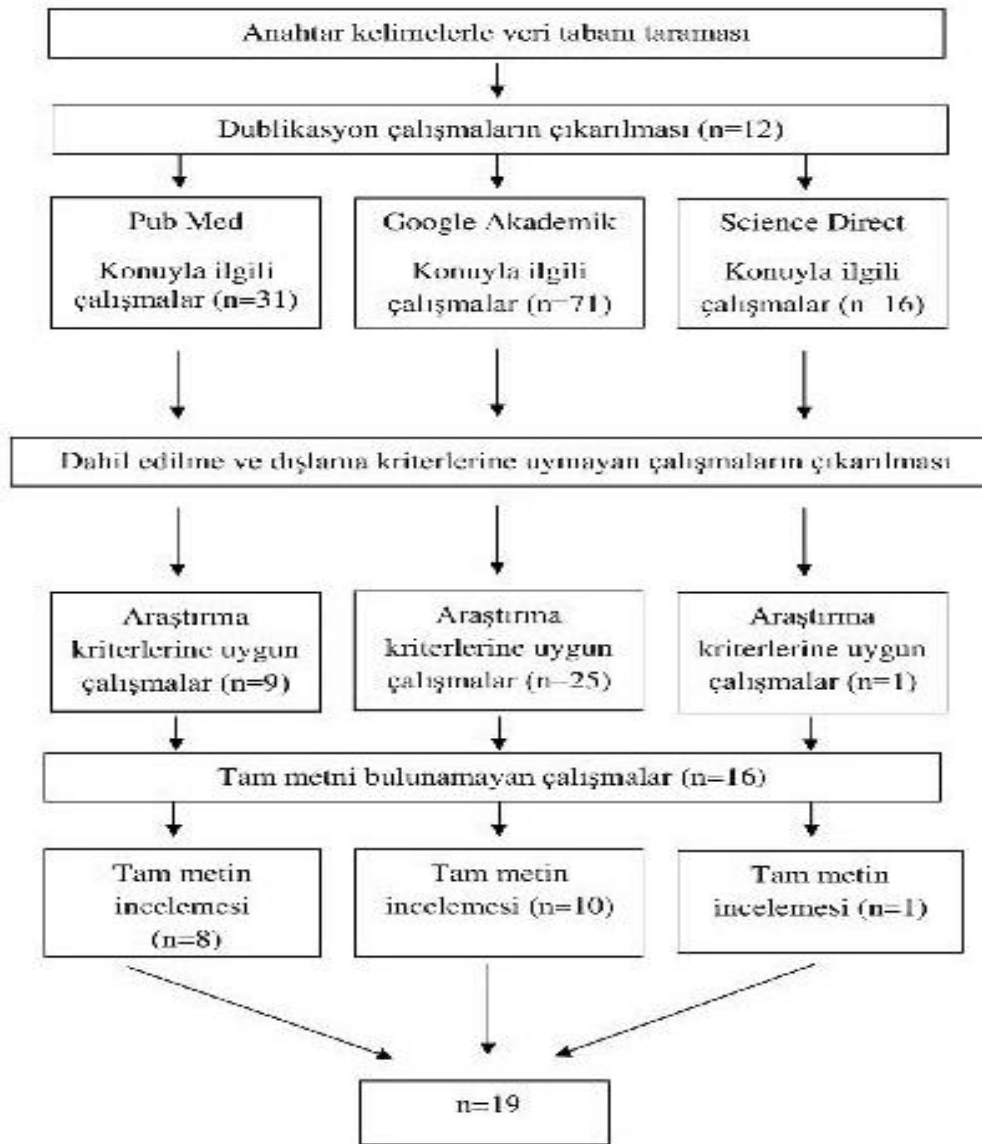 Anahtar kelimelerle veri tabanı taraması
Dublikasyon çalışmaların çıkarılması (n=12)
Pub Med
Konuyla ilgili
çalışmalar (n=31)
Google Akademik
Konuyla ilgili
çalışmalar (n=71)
Science Direct
Konuyla ilgili
çalışmalar (n=16)
Dahil edilme ve dışlama kriterlerine uymayan çalışmaların çıkarılması
Araştırma
kriterlerine uygun
çalışmalar (n=9)
Araştırma
kriterlerine uygun
çalışmalar (n=25)
Araştırma
kriterlerine uygun
çalışmalar (n=1)
Tam metni bulunamayan çalışmalar (n=16)
Tam metin
incelemesi
(n=8)
Tam metin
incelemesi (n=10)
Tam metin
incelemesi (n=1)
n=19